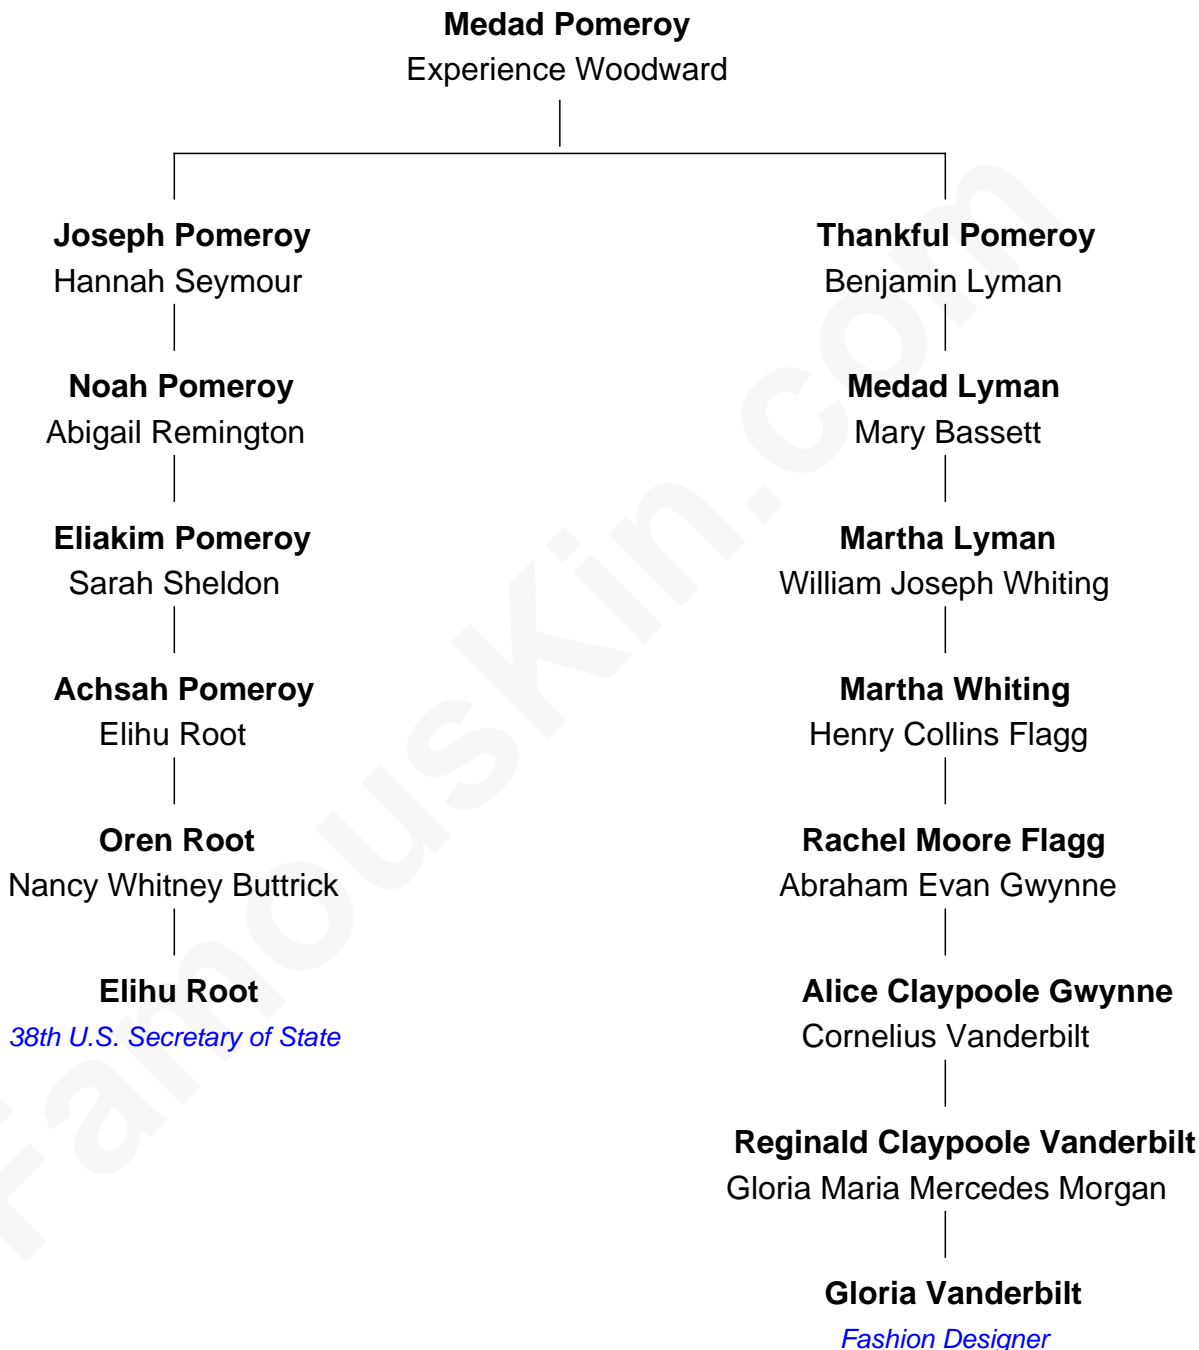 Medad Pomeroy
Experience Woodward
Joseph Pomeroy
Hannah Seymour
Noah Pomeroy
Abigail Remington
Eliakim Pomeroy
Sarah Sheldon
Achsah Pomeroy
Elihu Root
Oren Root
Nancy Whitney Buttrick
Elihu Root
38th U.S. Secretary of State
Thankful Pomeroy
Benjamin Lyman
Medad Lyman
Mary Bassett
Martha Lyman
William Joseph Whiting
Martha Whiting
Henry Collins Flagg
Rachel Moore Flagg
Abraham Evan Gwynne
Alice Claypoole Gwynne
Cornelius Vanderbilt
Reginald Claypoole Vanderbilt
Gloria Maria Mercedes Morgan
Gloria Vanderbilt
Fashion Designer
FamousKin.com